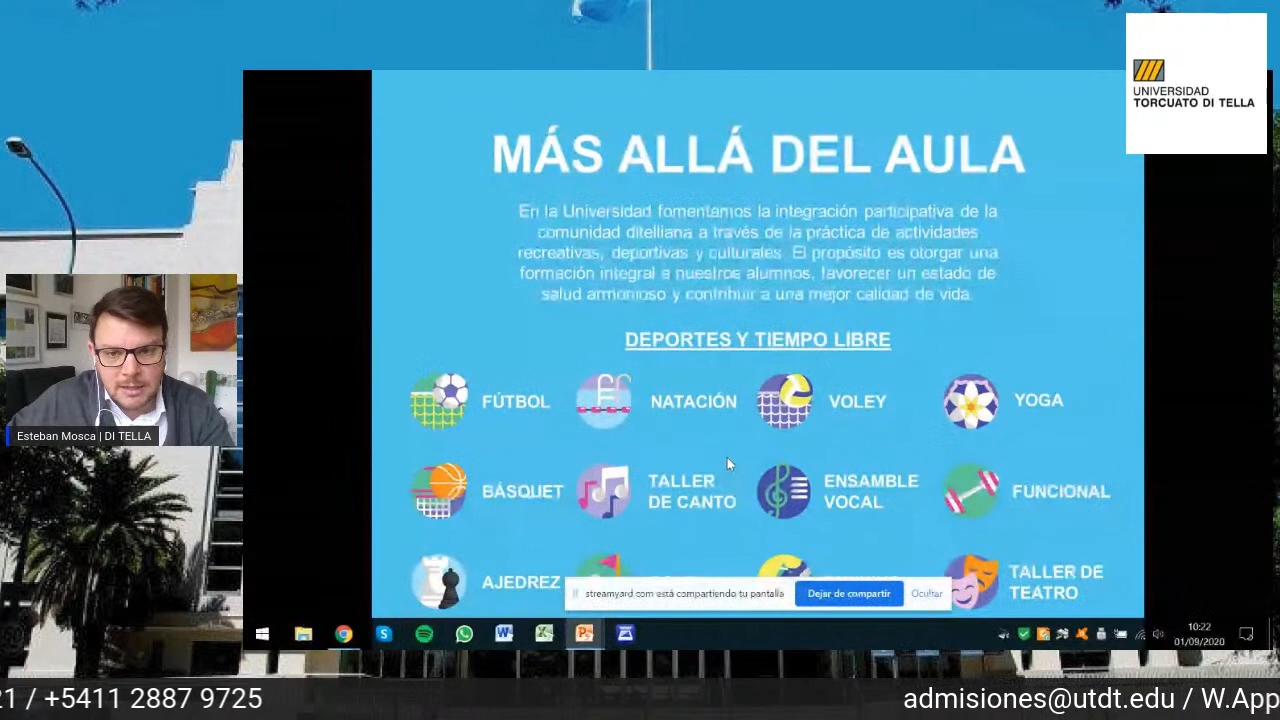 UNIVERSIDAD
TORCUATO DI TELLA
MÁS ALLÁ DEL AULA
En la Universidad fomentamos la integración participativa de la
comunidad ditelliana a través de la práctica de actividades
recreativas, deportivas y culturales. El propósito es otorgar una
formación integral a nuestros alumnos, favorecer un estado de
salud armonioso y contribuir a una mejor calidad de vida.
DEPORTES Y TIEMPO LIBRE
FÚTBOL
NATACIÓN
VOLEY
YOGA
BÁSQUET
TALLER
DE CANTO
ENSAMBLE
VOCAL
FUNCIONAL
AJEDREZ
TALLER DE
TEATRO
streamyard.com está compartiendo tu pantalla
Dejar de compartir
Ocultar
Esteban Mosca | DI TELLA
10:22
01/09/2020
21 / +5411 2887 9725
admisiones@utdt.edu / W.App